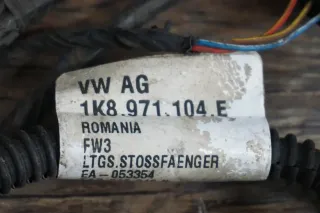 VW AG
1K8.971.104.E
ROMANIA
FW3
LTGS.STOSSFAENGER
EA-053354